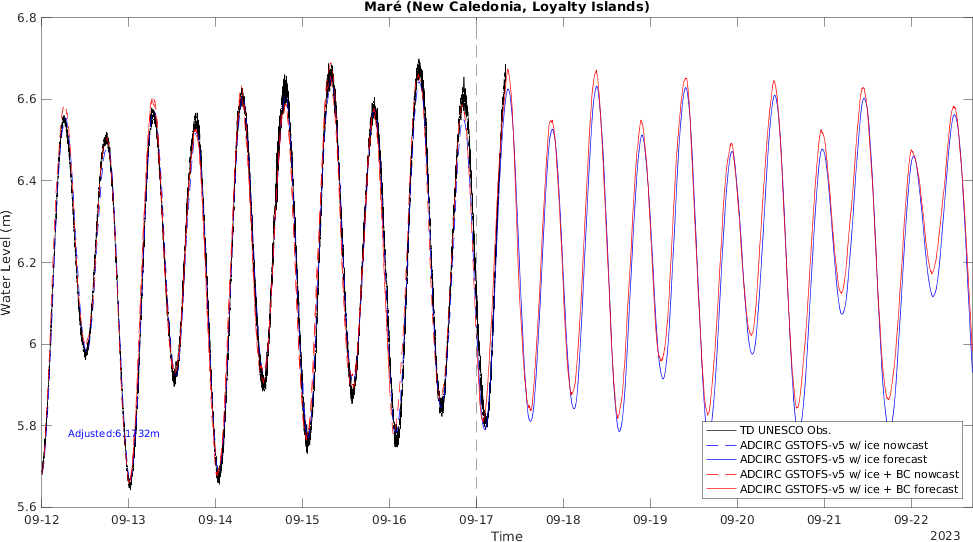 Maré (New Caledonia, Loyalty Islands)
6.8
6.6
6.4
6.2
6
5.8
5.6
Water Level (m)
Adjusted:6.1732m
TD UNESCO Obs.
ADCIRC GSTOFS-v5 w/ ice nowcast
ADCIRC GSTOFS-v5 w/ ice forecast
ADCIRC GSTOFS-v5 w/ ice + BC nowcast
ADCIRC GSTOFS-v5 w/ ice + BC forecast
09-12 09-13 09-14 09-15 09-16 09-17 09-18 09-19 09-20 09-21 09-22
Time
2023